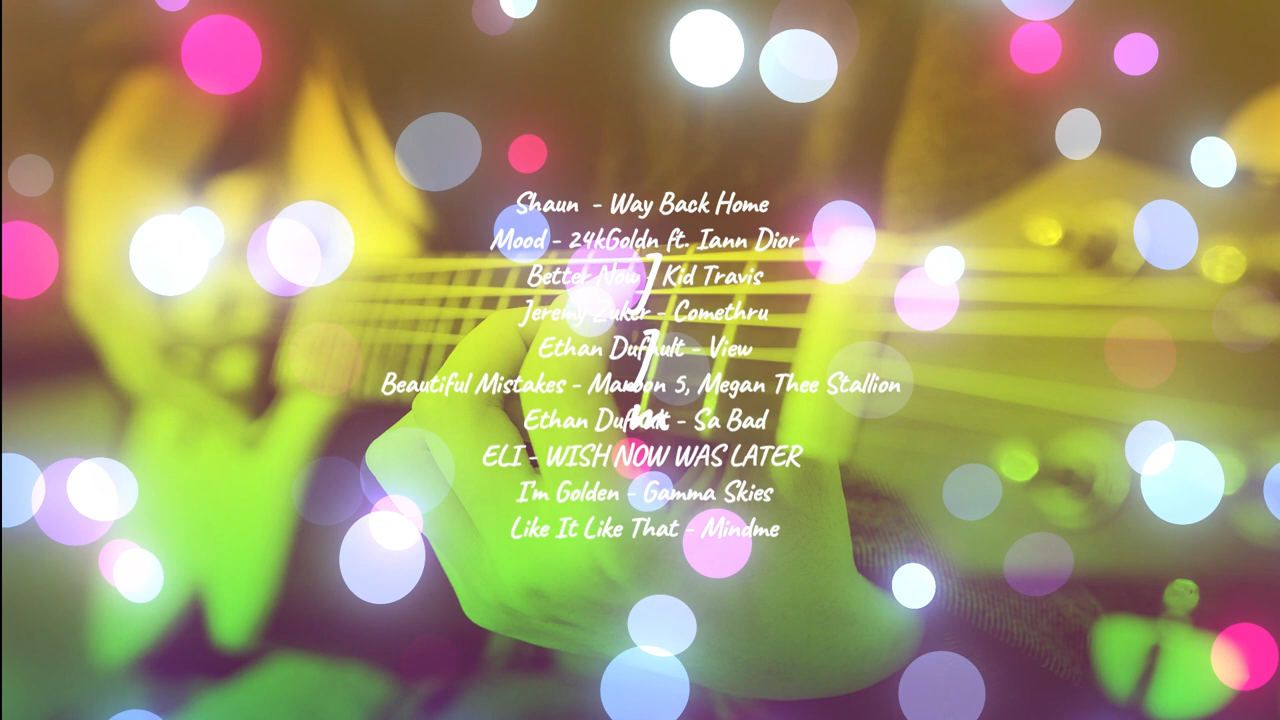 Shaun - Way Back Home
Mood - 24kGoldn ft. Iann Dior
Better Now - Kid Travis
Jeremy Zuker - Comethru
Ethan Dufault - View
Beautiful Mistakes - Maroon 5, Megan Thee Stallion
Ethan Dufault - Sa Bad
ELI - WISH NOW WAS LATER
I'm Golden - Gamma Skies
Like It Like That - Mindme